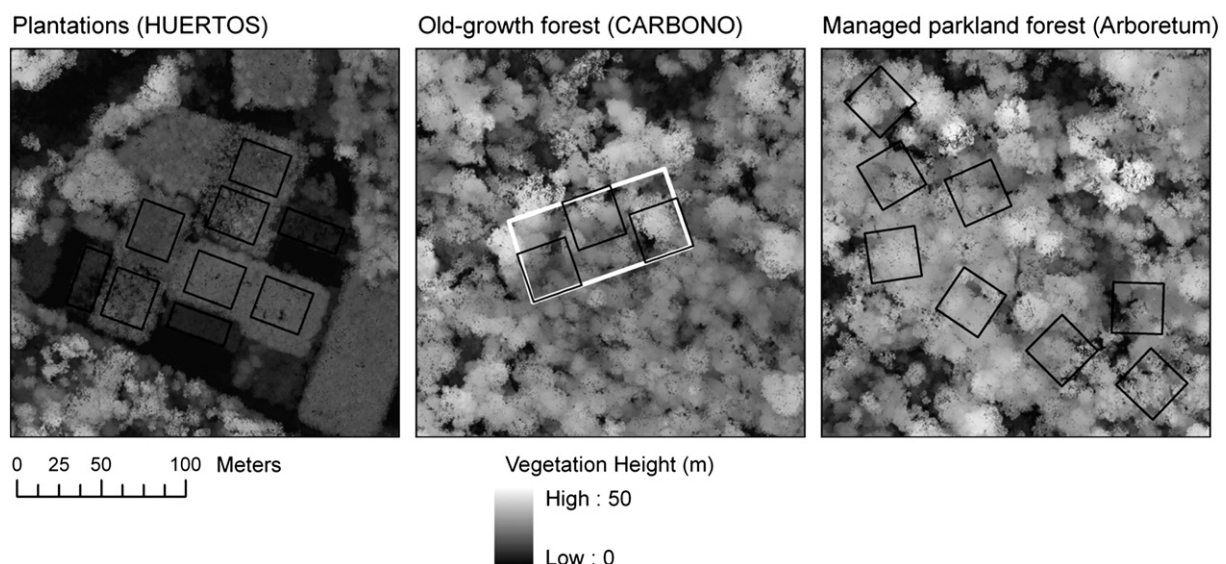 Plantations (HUERTOS)
Old-growth forest (CARBONO)
Managed parkland forest (Arboretum)
0 25 50 100 Meters
Vegetation Height (m)
High : 50
Low : 0